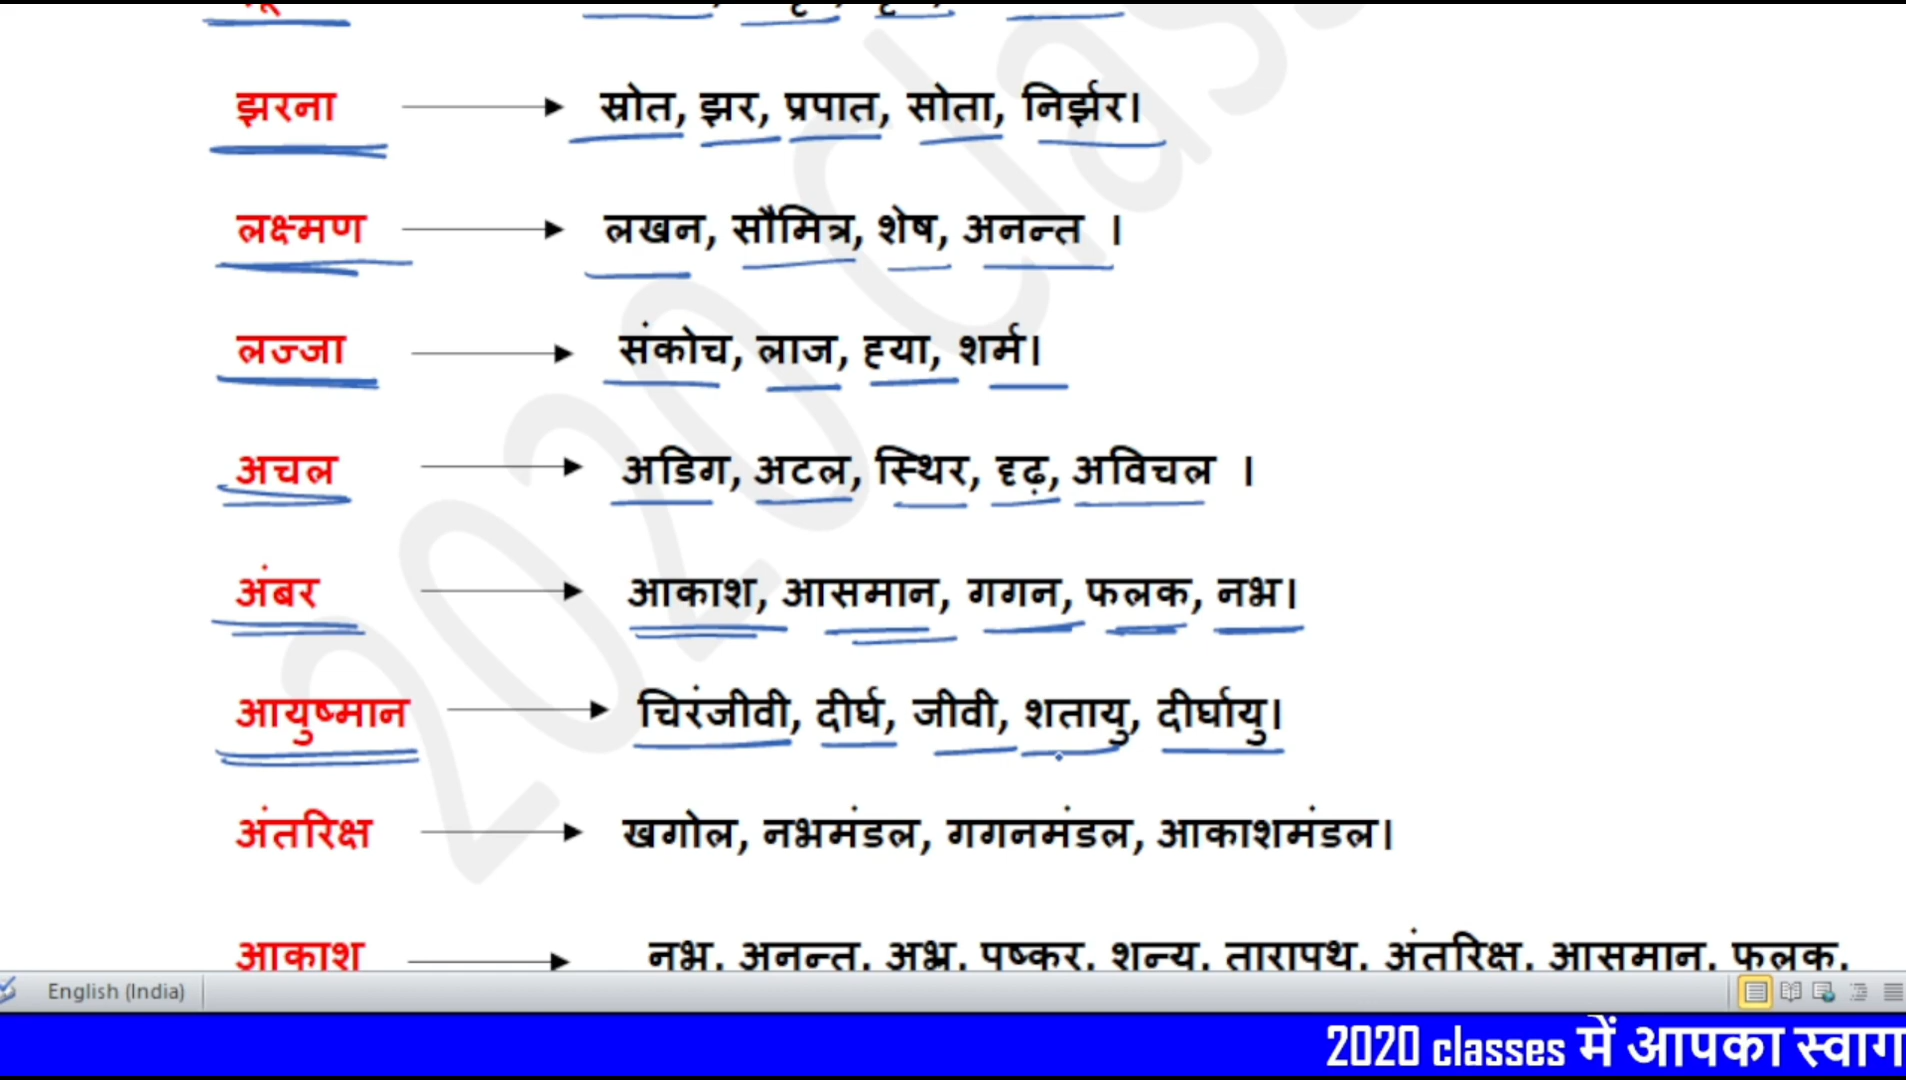 झरना स्रोत, झर, प्रपात, सोता, निर्झर।
लक्ष्मण लखन, सौमित्र, शेष, अनन्त ।
लज्जा संकोच, लाज, ह्या, शर्म।
अचल अडिग, अटल, स्थिर, दृढ़, अविचल ।
अंबर आकाश, आसमान, गगन, फलक, नभ।
आयुष्मान चिरंजीवी, दीर्घ, जीवी, शतायु, दीर्घायु।
अंतरिक्ष खगोल, नभमंडल, गगनमंडल, आकाशमंडल।
आकाश नभ, अनन्त, अभ्र, पुष्कर, शून्य, तारापथ, अंतरिक्ष, आसमान, फलक,
English (India)
2020 classes में आपका स्वाग
2020 Class